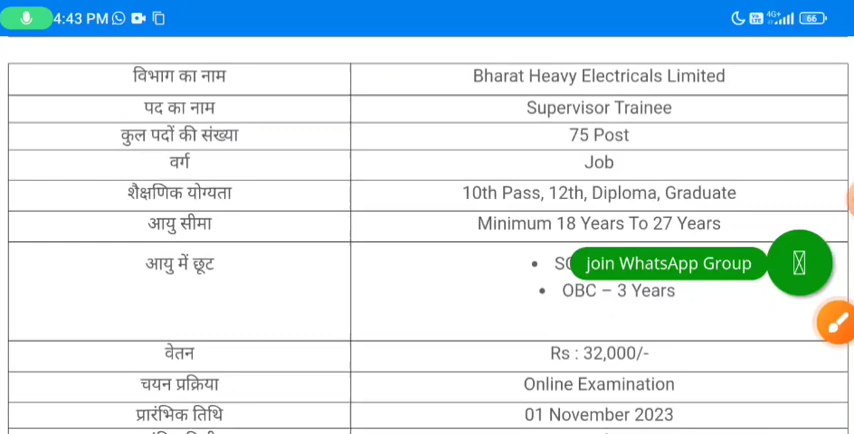 4:43 PM
4G+
66
विभाग का नाम Bharat Heavy Electricals Limited
पद का नाम Supervisor Trainee
कुल पदों की संख्या 75 Post
वर्ग Job
शैक्षणिक योग्यता 10th Pass, 12th, Diploma, Graduate
आयु सीमा Minimum 18 Years To 27 Years
आयु में छूट
join WhatsApp Group
OBC – 3 Years
वेतन Rs : 32,000/-
चयन प्रक्रिया Online Examination
प्रारंभिक तिथि 01 November 2023